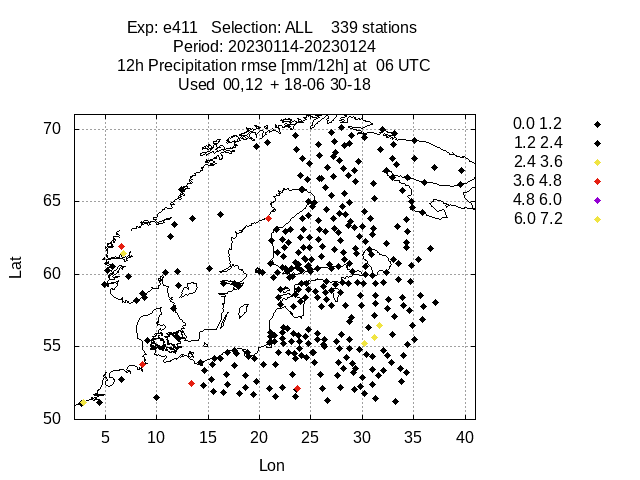 Exp: e411   Selection: ALL    339 stations
Period: 20230114-20230124
12h Precipitation rmse [mm/12h] at  06 UTC
Used  00,12  + 18-06 30-18
70
65
60
55
50
5 10 15 20 25 30 35 40
Lat
Lon
0.0 1.2
1.2 2.4
2.4 3.6
3.6 4.8
4.8 6.0
6.0 7.2